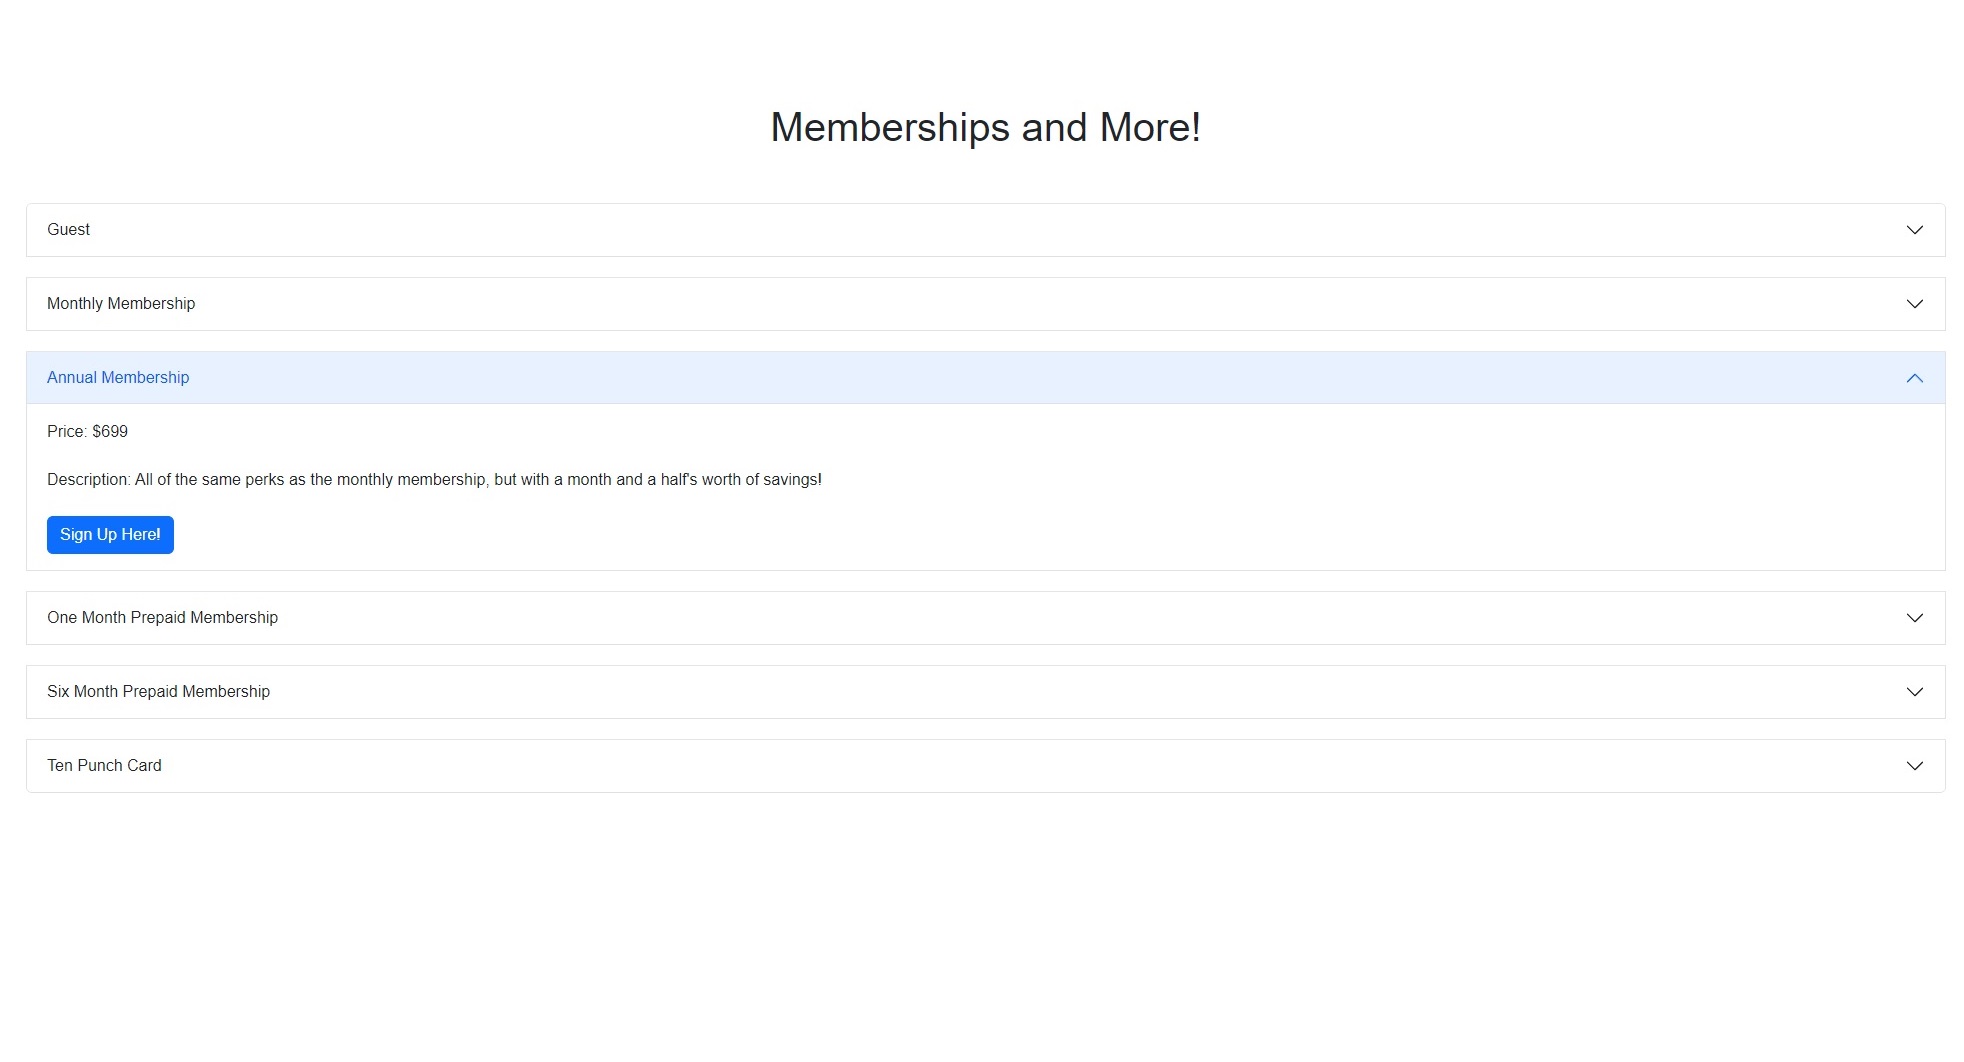 Memberships and More!
Guest
Monthly Membership
Annual Membership
Price: $699
Description: All of the same perks as the monthly membership, but with a month and a half's worth of savings!
Sign Up Here!
One Month Prepaid Membership
Six Month Prepaid Membership
Ten Punch Card